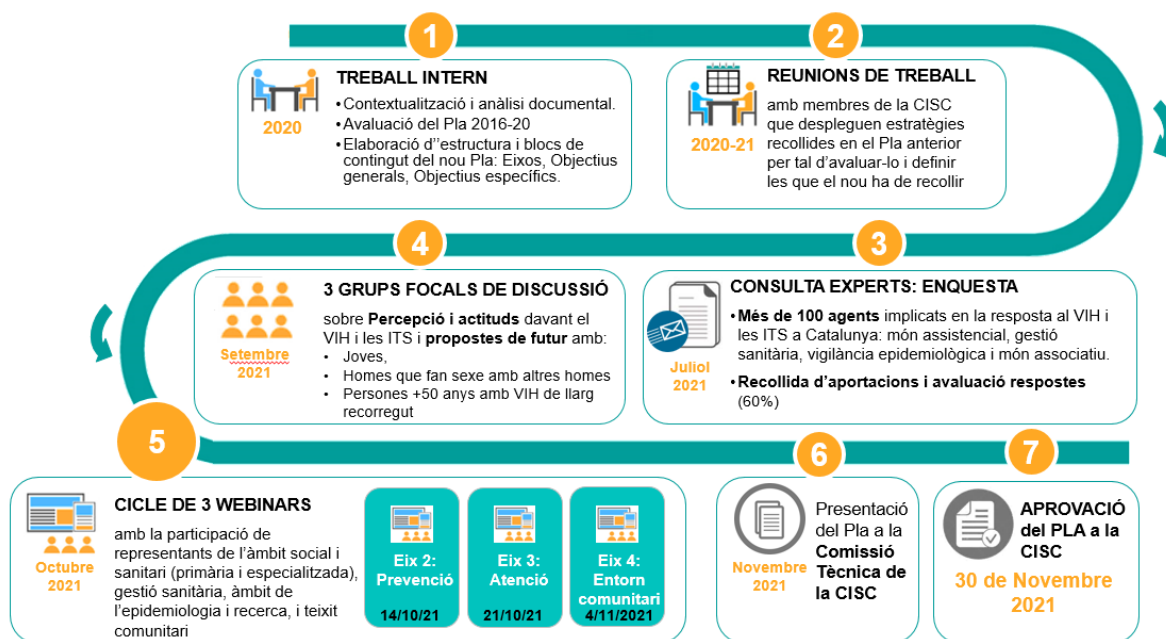 1
TREBALL INTERN
•Contextualització i anàlisi documental.
•Avaluació del Pla 2016-20
•Elaboració d''estructura i blocs de
contingut del nou Pla: Eixos, Objectius
generals, Objectius específics.
2020
2
REUNIONS DE TREBALL
amb membres de la CISC
que despleguen estratègies
recollides en el Pla anterior
per tal d'avaluar-lo i definir
les que el nou ha de recollir
2020-21
3
CONSULTA EXPERTS: ENQUESTA
•Més de 100 agents implicats en la resposta al VIH i
les ITS a Catalunya: món assistencial, gestió
sanitària, vigilància epidemiològica i món associatiu.
•Recollida d'aportacions i avaluació respostes
(60%)
Juliol
2021
4
3 GRUPS FOCALS DE DISCUSSIÓ
sobre Percepció i actituds davant el
VIH i les ITS i propostes de futur amb:
• Joves,
• Homes que fan sexe amb altres homes
• Persones +50 anys amb VIH de llarg
recorregut
Setembre
2021
5
CICLE DE 3 WEBINARS
amb la participació de
representants de l'àmbit social i
sanitari (primària i especialitzada),
gestió sanitària, àmbit de
l'epidemiologia i recerca, i teixit
comunitari
Octubre
2021
Eix 2:
Prevenció
14/10/21
Eix 3:
Atenció
21/10/21
Eix 4:
Entorn
comunitari
4/11/2021
6
Presentació
del Pla a la
Comissió
Tècnica de
la CISC
Novembre
2021
7
APROVACIÓ
del PLA a la
CISC
30 de Novembre
2021